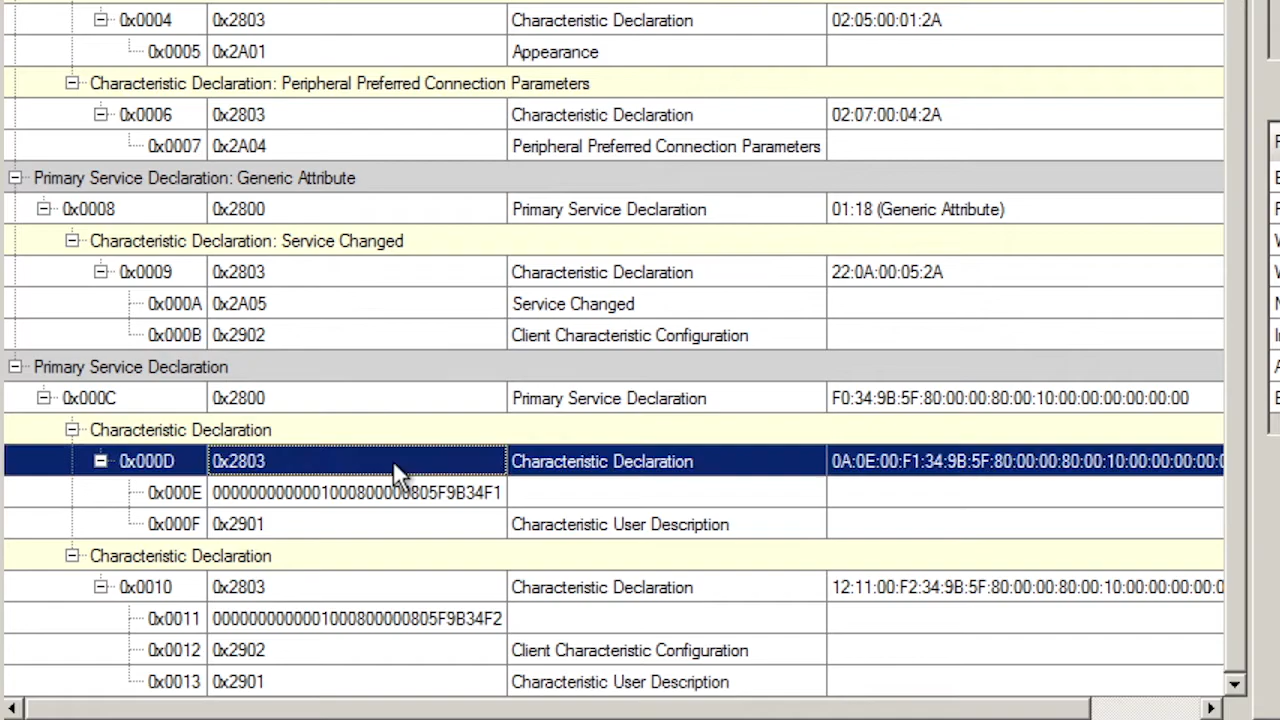 0x0004 0x2803 Characteristic Declaration 02:05:00:01:2A
0x0005 0x2A01 Appearance
Characteristic Declaration: Peripheral Preferred Connection Parameters
0x0006 0x2803 Characteristic Declaration 02:07:00:04:2A
0x0007 0x2A04 Peripheral Preferred Connection Parameters
Primary Service Declaration: Generic Attribute
0x0008 0x2800 Primary Service Declaration 01:18 (Generic Attribute)
Characteristic Declaration: Service Changed
0x0009 0x2803 Characteristic Declaration 22:0A:00:05:2A
0x000A 0x2A05 Service Changed
0x000B 0x2902 Client Characteristic Configuration
Primary Service Declaration
0x000C 0x2800 Primary Service Declaration F0:34:9B:5F:80:00:00:80:00:10:00:00:00:00:00:00
Characteristic Declaration
0x000D 0x2803 Characteristic Declaration 0A:0E:00:F1:34:9B:5F:80:00:00:80:00:10:00:00:00:00:0
0x000E 0000000000001000800000805F9B34F1
0x000F 0x2901 Characteristic User Description
Characteristic Declaration
0x0010 0x2803 Characteristic Declaration 12:11:00:F2:34:9B:5F:80:00:00:80:00:10:00:00:00:00:0
0x0011 0000000000001000800000805F9B34F2
0x0012 0x2902 Client Characteristic Configuration
0x0013 0x2901 Characteristic User Description